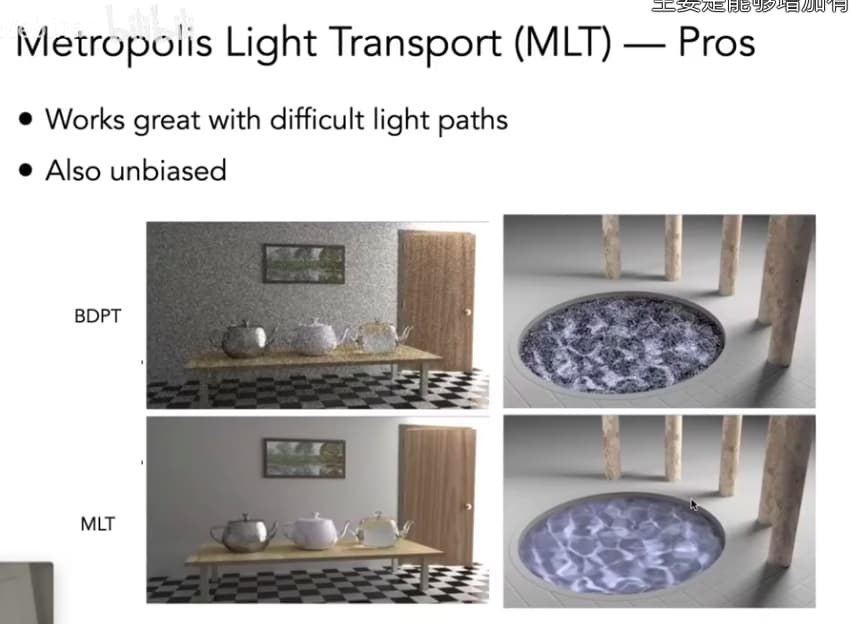 主要是能够增加有
Metropolis Light Transport (MLT) — Pros
• Works great with difficult light paths
• Also unbiased
BDPT
MLT